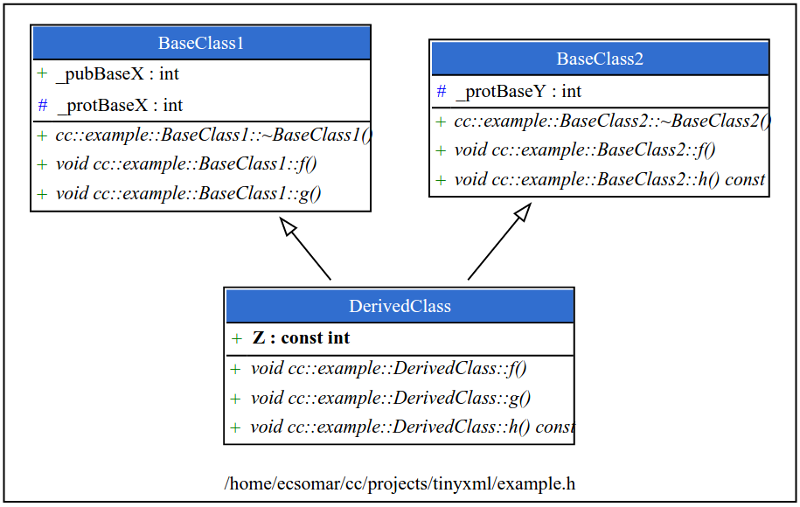 BaseClass1
+ _pubBaseX : int
# _protBaseX : int
+ cc::example::BaseClass1::~BaseClass1()
+ void cc::example::BaseClass1::f()
+ void cc::example::BaseClass1::g()
BaseClass2
# _protBaseY : int
+ cc::example::BaseClass2::~BaseClass2()
+ void cc::example::BaseClass2::f()
+ void cc::example::BaseClass2::h() const
DerivedClass
+ Z : const int
+ void cc::example::DerivedClass::f()
+ void cc::example::DerivedClass::g()
+ void cc::example::DerivedClass::h() const
/home/ecsomar/cc/projects/tinyxml/example.h